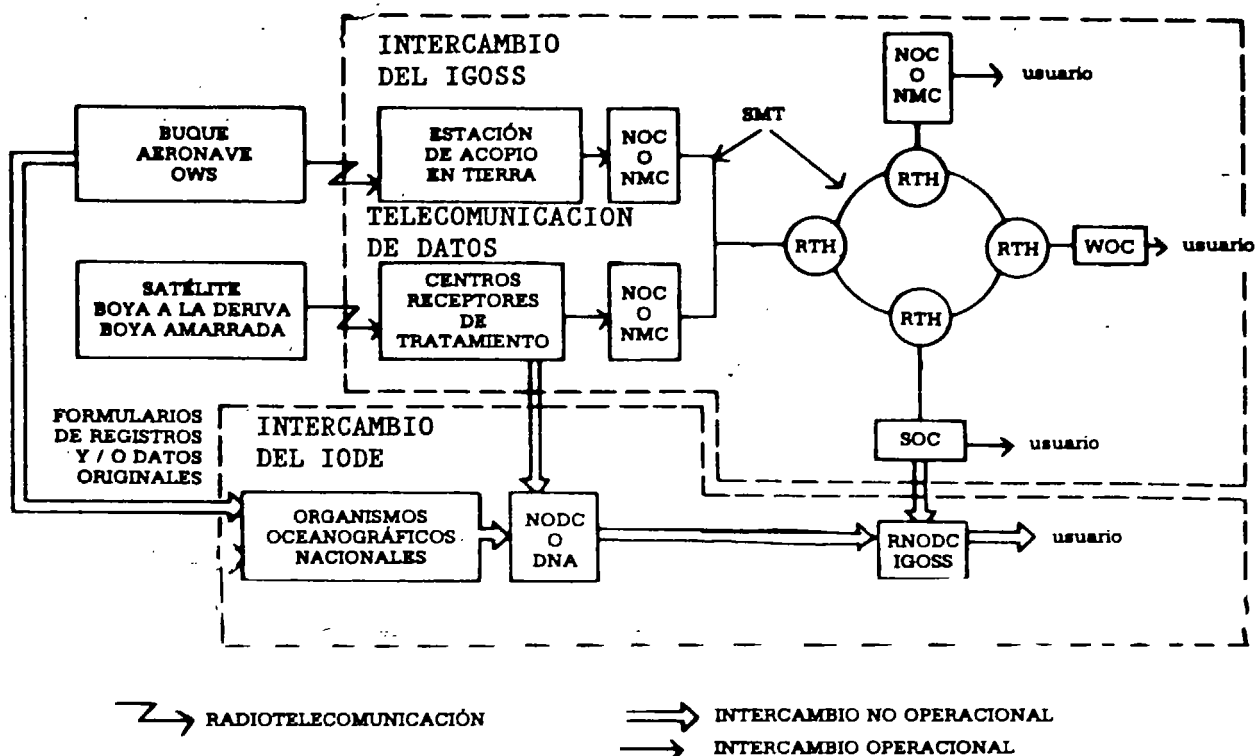 INTERCAMBIO
DEL IGOSS
BUQUE
AERONAVE
OWS
ESTACIÓN
DE ACOPIO
EN TIERRA
NOC
O
NMC
SMT
NOC
O
NMC
usuario
RTH
RTH
RTH
RTH
WOC
usuario
TELECOMUNICACION
DE DATOS
SATÉLITE
BOYA A LA DERIVA
BOYA AMARRADA
CENTROS
RECEPTORES
DE
TRATAMIENTO
NOC
O
NMC
SOC
usuario
FORMULARIOS
DE REGISTROS
Y / O DATOS
ORIGINALES
INTERCAMBIO
DEL IODE
ORGANISMOS
OCEANOGRÁFICOS
NACIONALES
NODC
O
DNA
RNODC
IGOSS
usuario
RADIOTELECOMUNICACIÓN
INTERCAMBIO NO OPERACIONAL
INTERCAMBIO OPERACIONAL